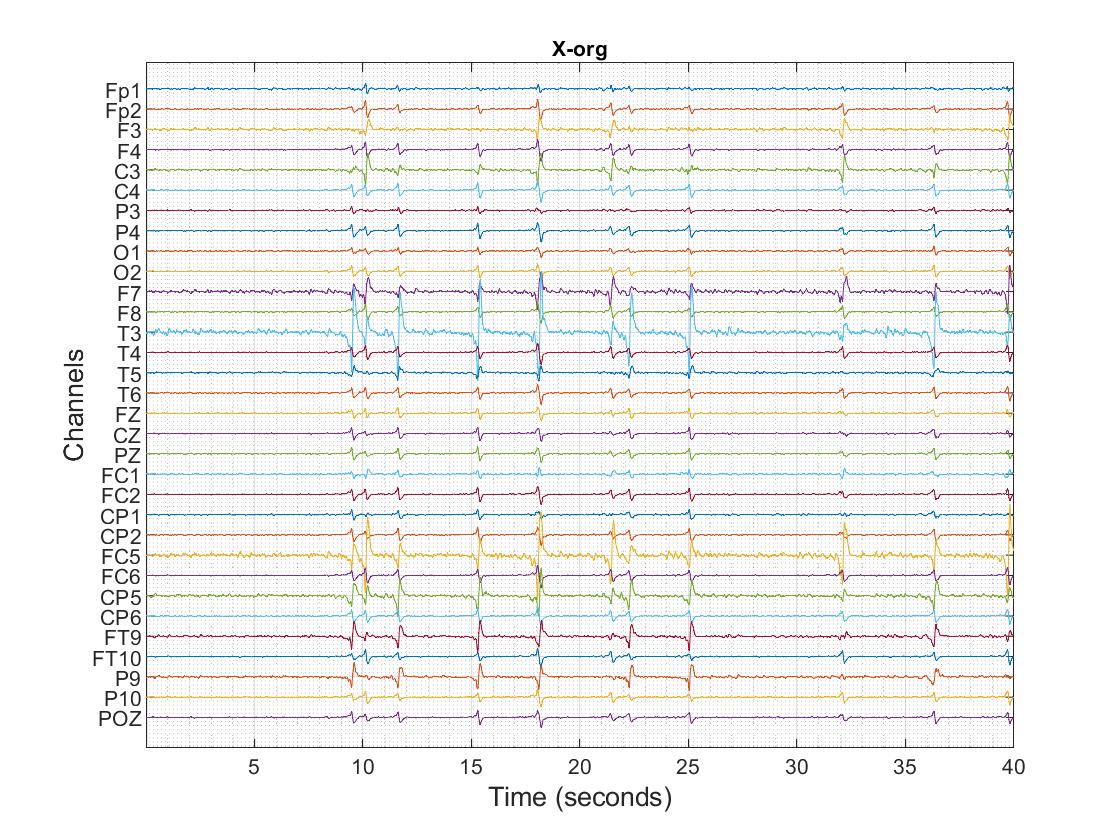 X-org
Fp1
Fp2
F3
F4
C3
C4
P3
P4
O1
O2
F7
F8
T3
T4
T5
T6
FZ
CZ
PZ
FC1
FC2
CP1
CP2
FC5
FC6
CP5
CP6
FT9
FT10
P9
P10
POZ
Channels
5 10 15 20 25 30 35 40
Time (seconds)